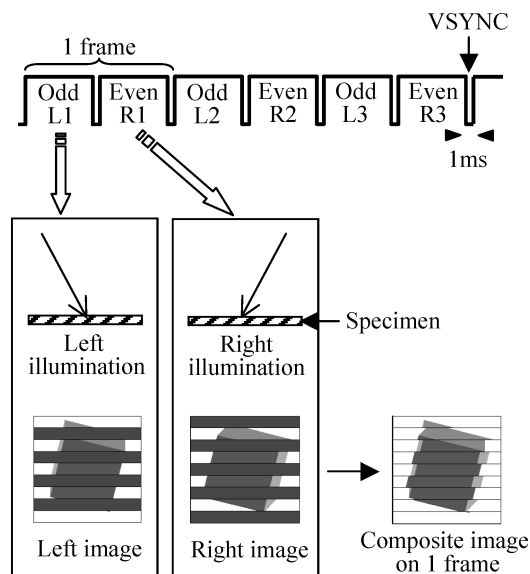 VSYNC
1 frame
Odd
L1
Even
R1
Odd
L2
Even
R2
Odd
L3
Even
R3
1ms
Specimen
Left
illumination
Right
illumination
Left image
Right image
Composite image
on 1 frame